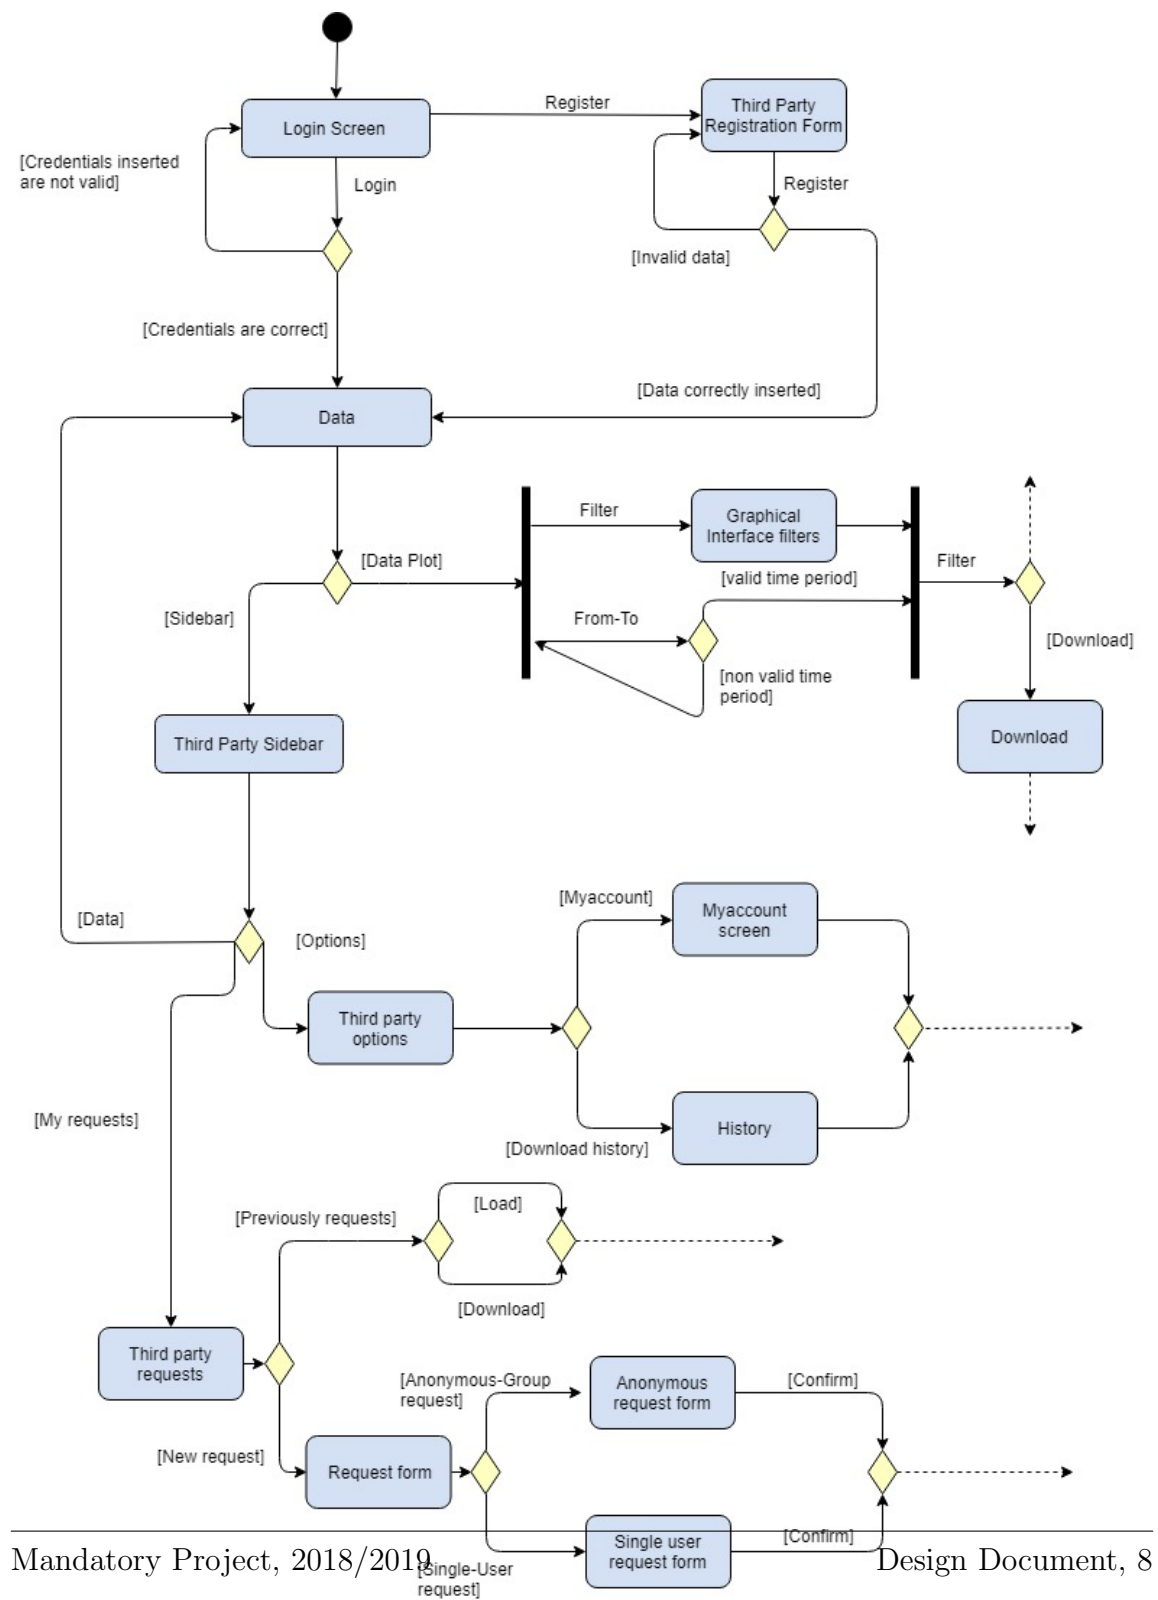 Register
Third Party
Registration Form
Login Screen
[Credentials inserted
are not valid]
Login
Register
[Invalid data]
[Credentials are correct]
[Data correctly inserted]
Data
Filter
Graphical
Interface filters
[Data Plot]
[valid time period]
Filter
[Sidebar]
From-To
[Download]
[non valid time
period]
Third Party Sidebar
Download
[Myaccount]
Myaccount
screen
[Data]
[Options]
Third party
options
[My requests]
History
[Download history]
[Load]
[Previously requests]
[Download]
Third party
requests
[Anonymous-Group
request]
Anonymous
request form
[Confirm]
[New request]
Request form
Single user
request form
[Confirm]
Mandatory Project, 2018/2019
Design Document, 8
[Single-User
request]